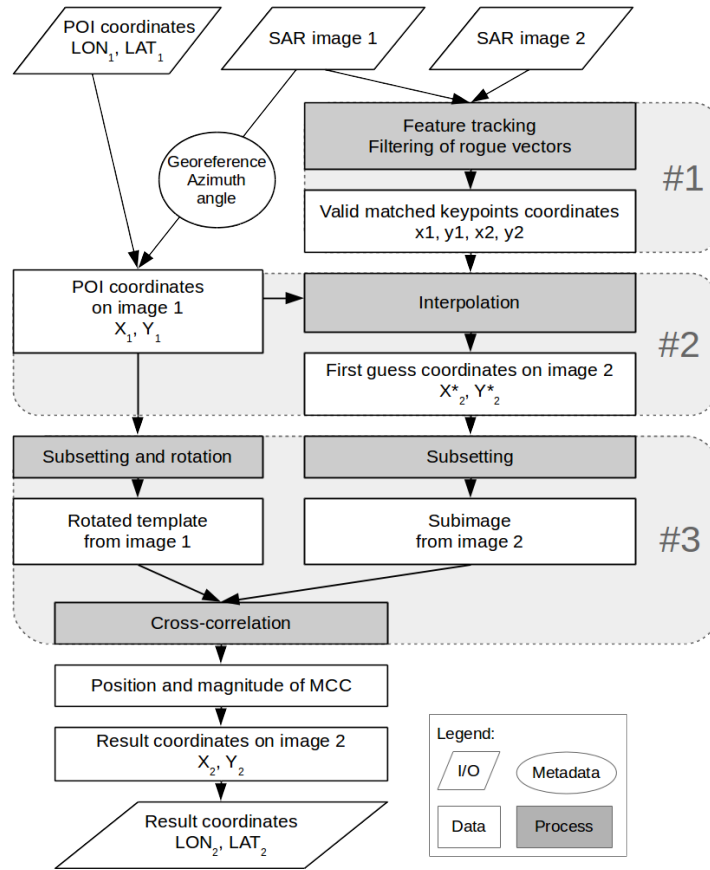 POI coordinates
LON₁, LAT₁
SAR image 1
SAR image 2
Feature tracking
Filtering of rogue vectors
#1
Georeference
Azimuth
angle
Valid matched keypoints coordinates
x1, y1, x2, y2
POI coordinates
on image 1
X₁, Y₁
Interpolation
#2
First guess coordinates on image 2
X*₂, Y*₂
Subsetting and rotation
Subsetting
Rotated template
from image 1
Subimage
from image 2
#3
Cross-correlation
Position and magnitude of MCC
Result coordinates on image 2
X₂, Y₂
Result coordinates
LON₂, LAT₂
Legend:
I/O
Metadata
Data
Process